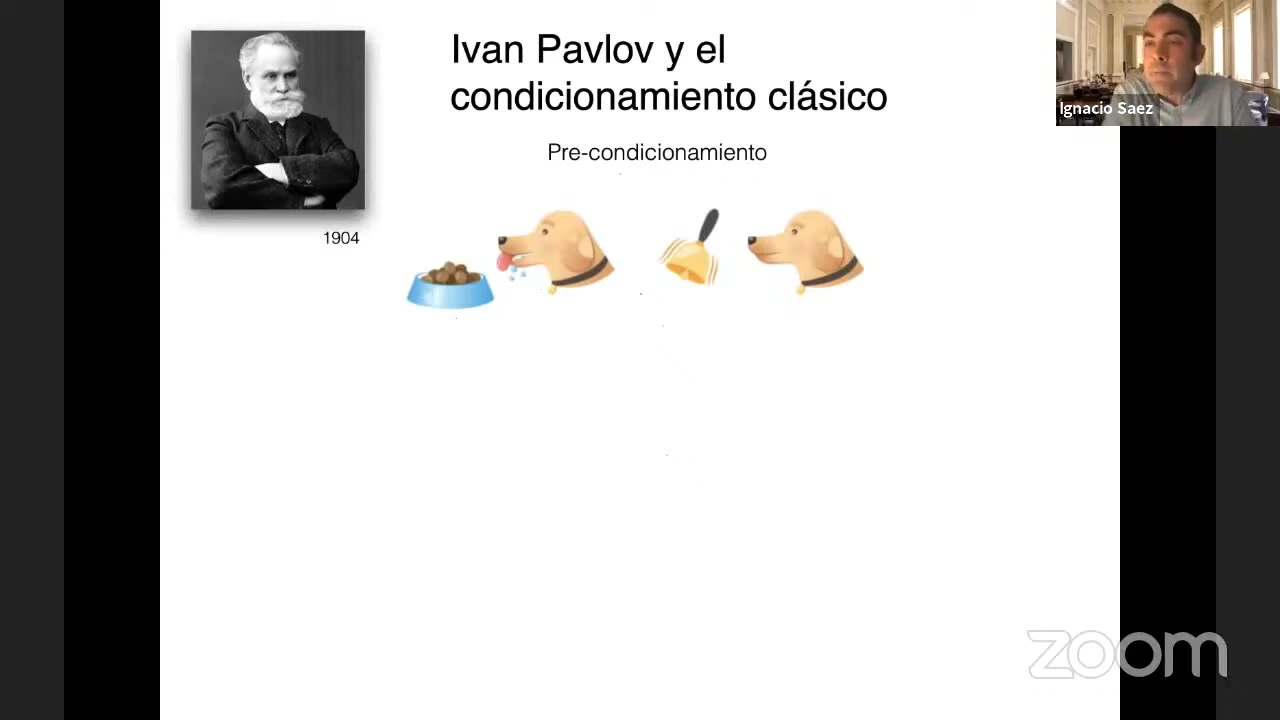 Ivan Pavlov y el
condicionamiento clásico
Pre-condicionamiento
1904
Ignacio Saez
zoom